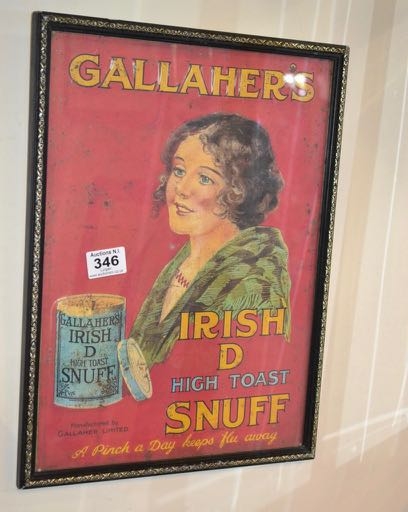 GALLAHER'S
Auctions N.I.
346
GALLAHER'S
IRISH
D
HIGH TOAST
SNUFF
IRISH
D
HIGH TOAST
SNUFF
Manufactured by
GALLAHER LIMITED
A Pinch a Day keeps flu away